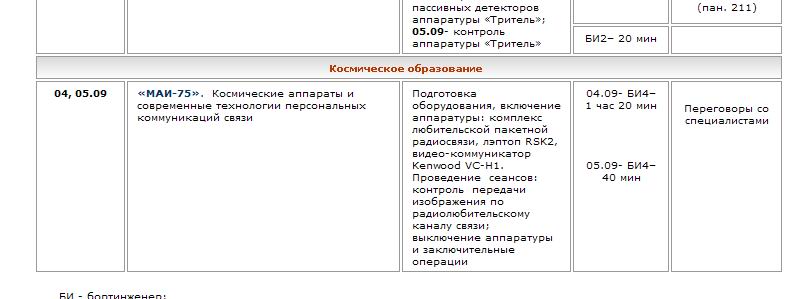 пассивных детекторов
аппаратуры «Тритель»;
05.09- контроль
аппаратуры «Тритель»
(пан. 211)
БИ2– 20 мин
Космическое образование
04, 05.09
«МАИ-75». Космические аппараты и
современные технологии персональных
коммуникаций связи
Подготовка
оборудования, включение
аппаратуры: комплекс
любительской пакетной
радиосвязи, лэптоп RSK2,
видео-коммуникатор
Kenwood VC-H1.
Проведение сеансов:
контроль передачи
изображения по
радиолюбительскому
каналу связи;
выключение аппаратуры
и заключительные
операции
04.09- БИ4–
1 час 20 мин
05.09- БИ4–
40 мин
Переговоры со
специалистами
БИ - бортинженер;